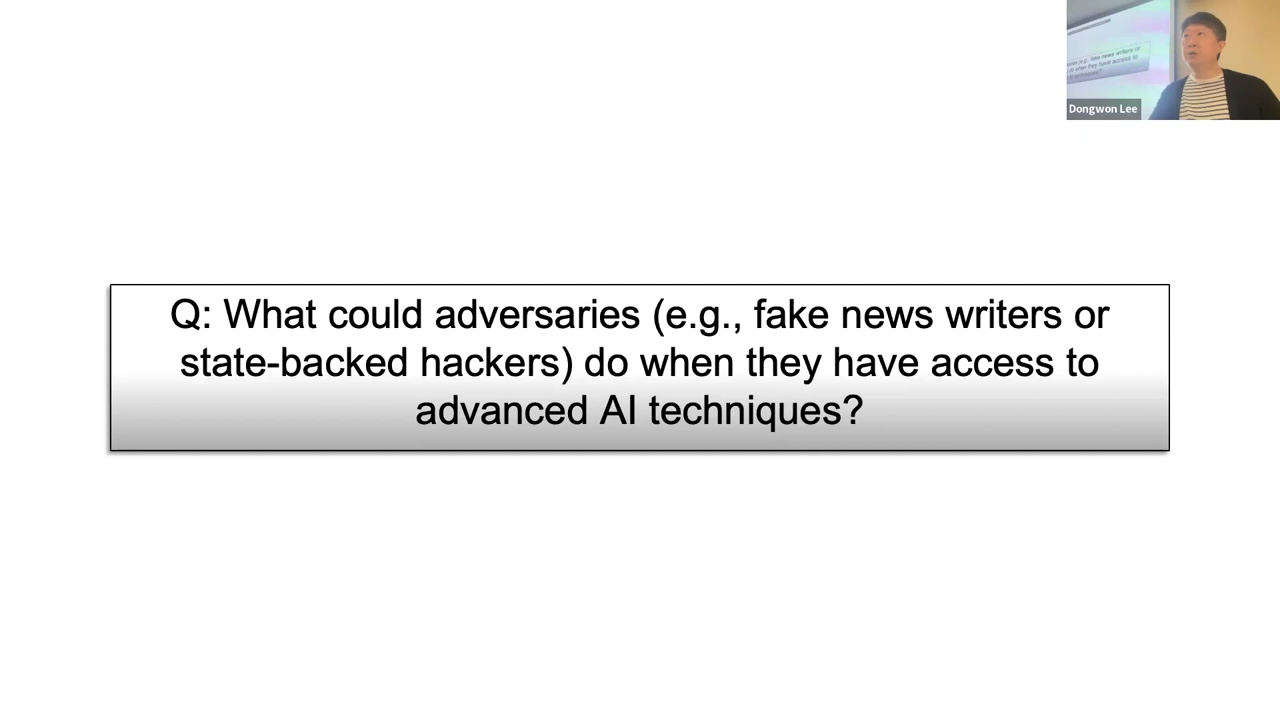 Dongwon Lee
Q: What could adversaries (e.g., fake news writers or
state-backed hackers) do when they have access to
advanced AI techniques?